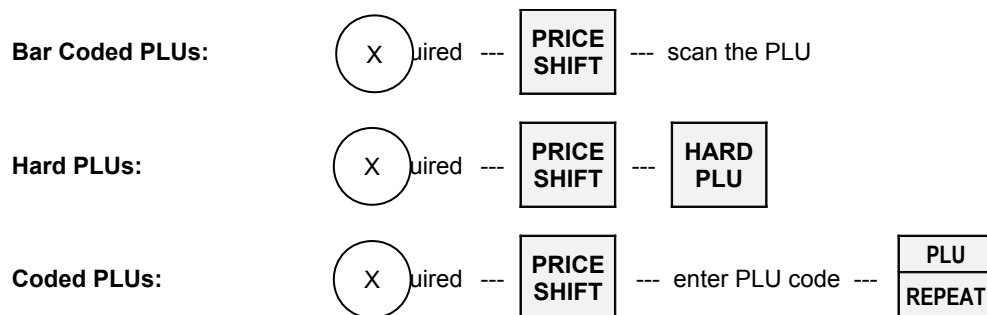 Bar Coded PLUs: X uired --- PRICE SHIFT --- scan the PLU
Hard PLUs: X uired --- PRICE SHIFT --- HARD PLU
Coded PLUs: X uired --- PRICE SHIFT --- enter PLU code --- PLU REPEAT